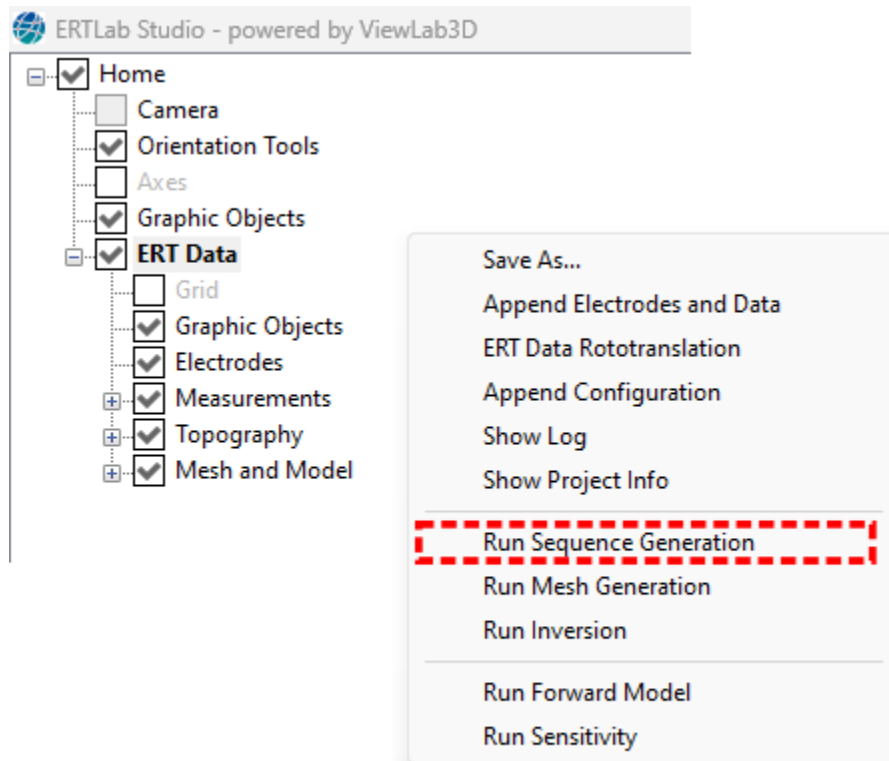 ERTLab Studio - powered by ViewLab3D
Home
Camera
Orientation Tools
Axes
Graphic Objects
ERT Data
Grid
Graphic Objects
Electrodes
Measurements
Topography
Mesh and Model
Save As...
Append Electrodes and Data
ERT Data Rototranslation
Append Configuration
Show Log
Show Project Info
Run Sequence Generation
Run Mesh Generation
Run Inversion
Run Forward Model
Run Sensitivity